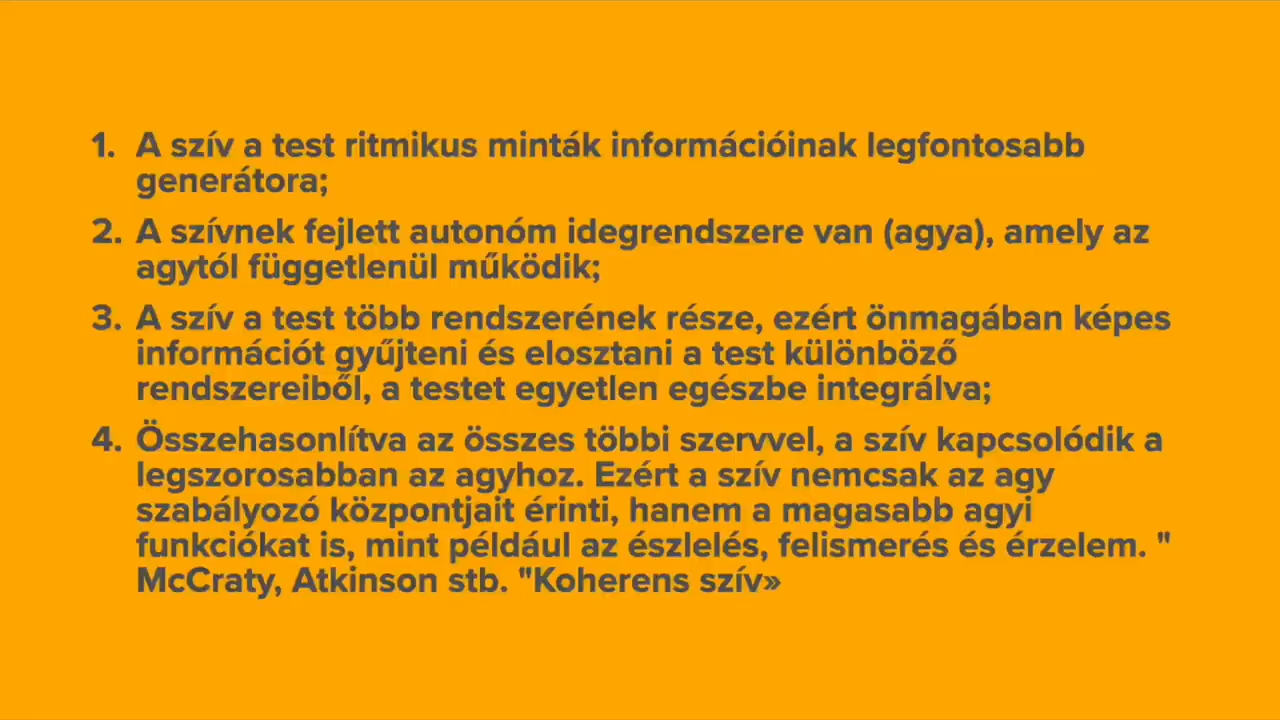 1. A szív a test ritmikus minták információinak legfontosabb
generátora;
2. A szívnek fejlett autonóm idegrendszere van (agya), amely az
agytól függetlenül működik;
3. A szív a test több rendszerének része, ezért önmagában képes
információt gyűjteni és elosztani a test különböző
rendszereiből, a testet egyetlen egészbe integrálva;
4. Összehasonlítva az összes többi szervvel, a szív kapcsolódik a
legszorosabban az agyhoz. Ezért a szív nemcsak az agy
szabályozó központjait érinti, hanem a magasabb agyi
funkciókat is, mint például az észlelés, felismerés és érzelem. "
McCraty, Atkinson stb. "Koherens szív»